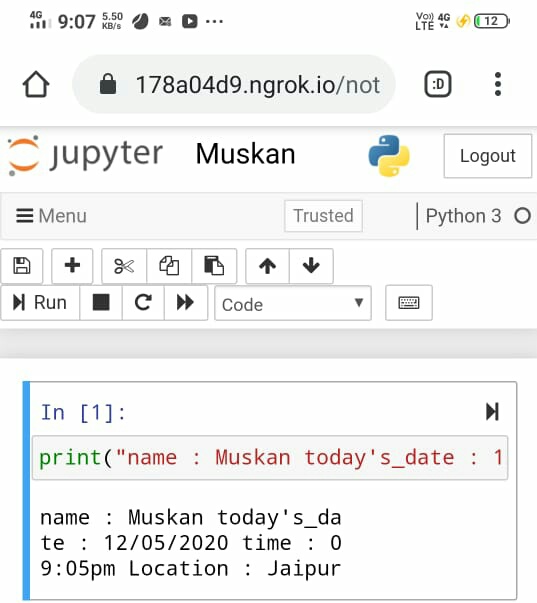 4G 9:07 5.50 KB/s ... Vo)) LTE 4G 12
178a04d9.ngrok.io/not :D
jupyter Muskan Logout
Menu Trusted Python 3
Run Code
In [1]:
print("name : Muskan today's_date : 1
name : Muskan today's_da
te : 12/05/2020 time : 0
9:05pm Location : Jaipur